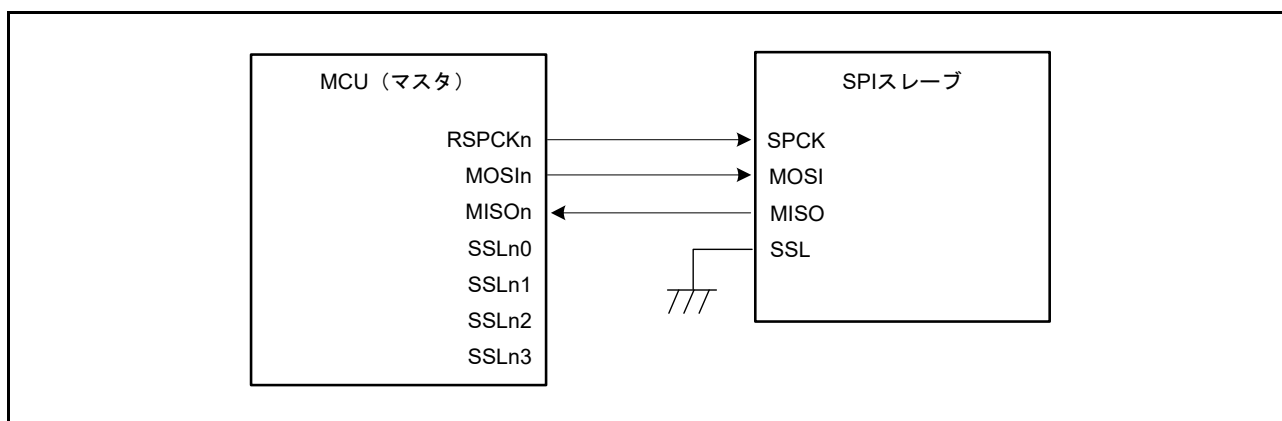 MCU（マスタ）
RSPCKn
MOSIn
MISOn
SSLn0
SSLn1
SSLn2
SSLn3
SPIスレーブ
SPCK
MOSI
MISO
SSL